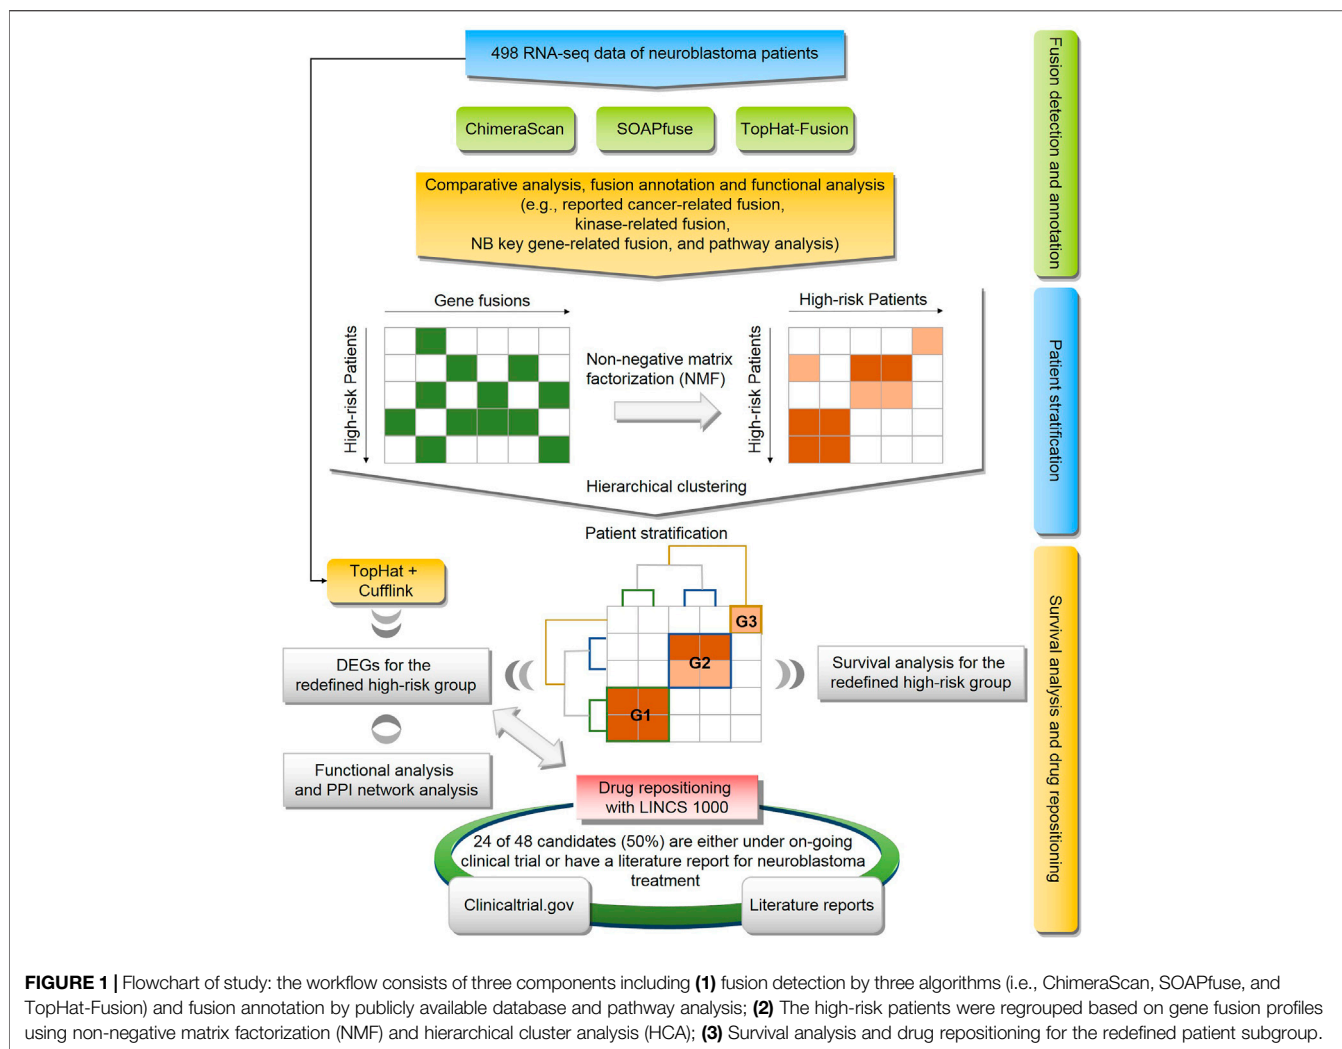 498 RNA-seq data of neuroblastoma patients
ChimeraScan
SOAPfuse
TopHat-Fusion
Comparative analysis, fusion annotation and functional analysis
(e.g., reported cancer-related fusion,
kinase-related fusion,
NB key gene-related fusion, and pathway analysis)
Fusion detection and annotation
Gene fusions
High-risk Patients
Non-negative matrix
factorization (NMF)
High-risk Patients
High-risk Patients
Hierarchical clustering
Patient stratification
Patient stratification
TopHat +
Cufflink
DEGs for the
redefined high-risk group
Functional analysis
and PPI network analysis
G3
G2
G1
Survival analysis for the
redefined high-risk group
Survival analysis and drug repositioning
Drug repositioning
with LINCS 1000
24 of 48 candidates (50%) are either under on-going
clinical trial or have a literature report for neuroblastoma
treatment
Clinicaltrial.gov
Literature reports
FIGURE 1 | Flowchart of study: the workflow consists of three components including (1) fusion detection by three algorithms (i.e., ChimeraScan, SOAPfuse, and
TopHat-Fusion) and fusion annotation by publicly available database and pathway analysis; (2) The high-risk patients were regrouped based on gene fusion profiles
using non-negative matrix factorization (NMF) and hierarchical cluster analysis (HCA); (3) Survival analysis and drug repositioning for the redefined patient subgroup.